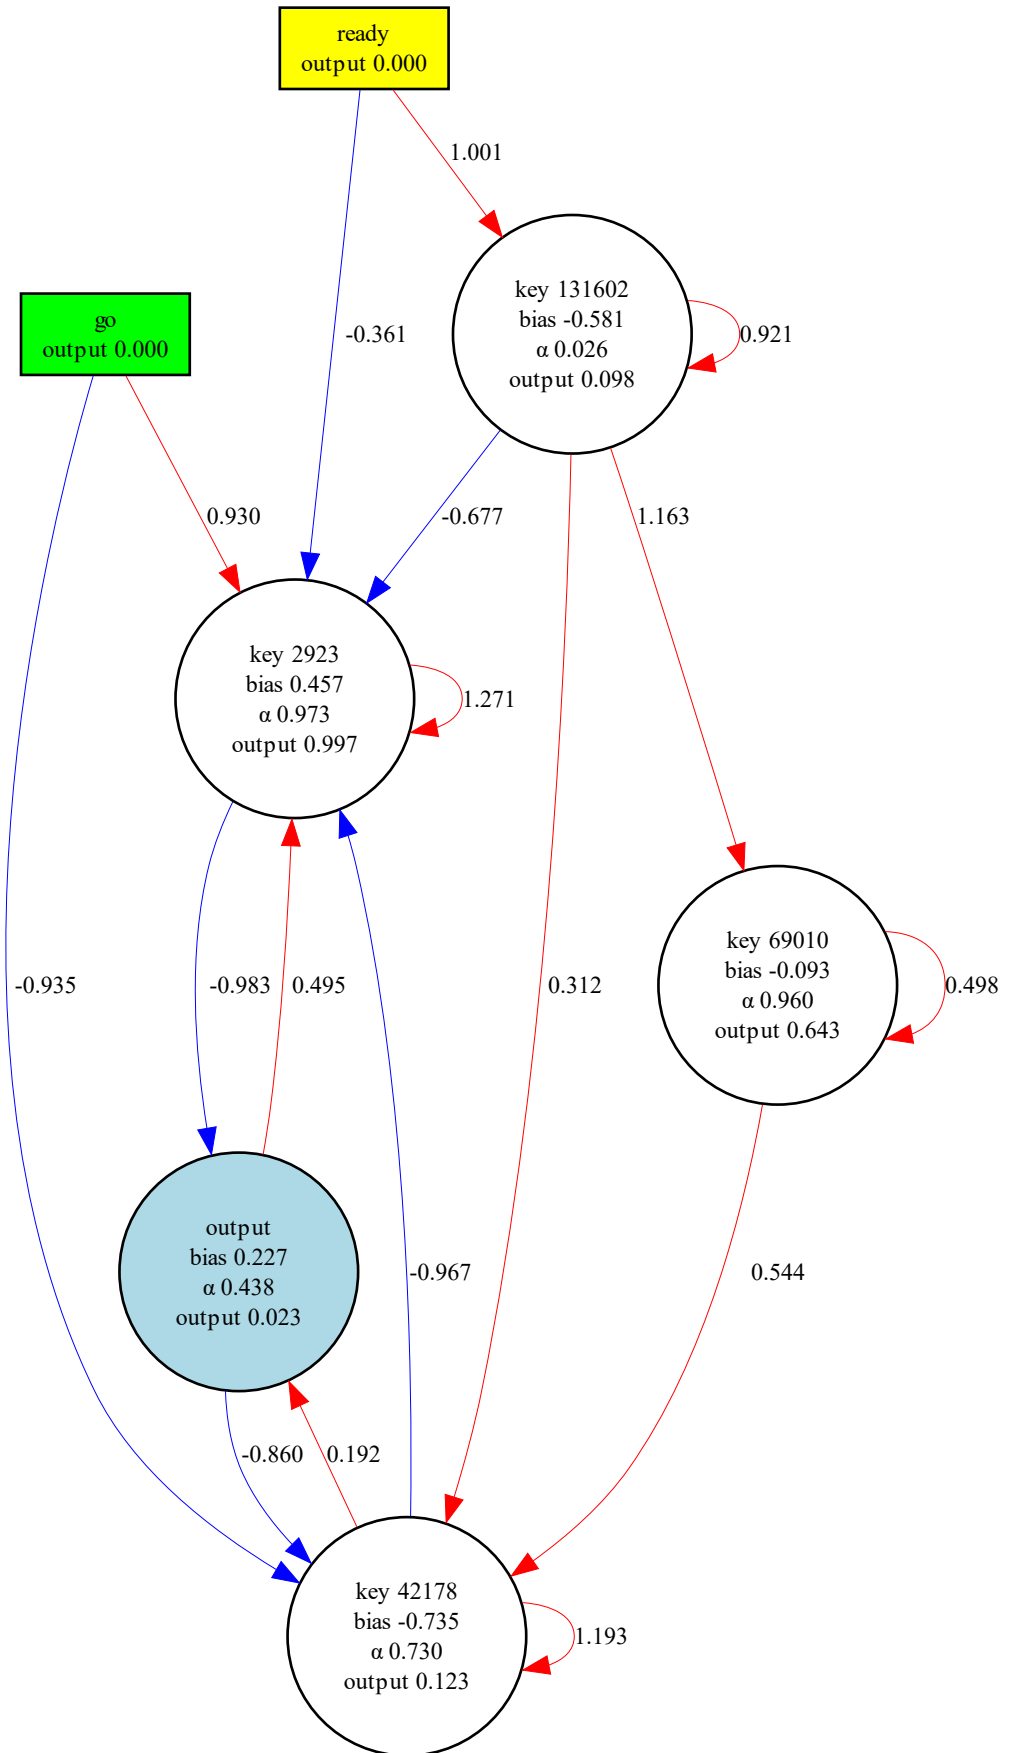 ready
output 0.000
1.001
key 131602
bias -0.581
α 0.026
output 0.098
0.921
go
output 0.000
-0.361
0.930
-0.677
1.163
key 2923
bias 0.457
α 0.973
output 0.997
1.271
key 69010
bias -0.093
α 0.960
output 0.643
-0.935
-0.983
0.495
0.312
0.498
output
bias 0.227
α 0.438
output 0.023
-0.967
0.544
-0.860
0.192
key 42178
bias -0.735
α 0.730
output 0.123
1.193